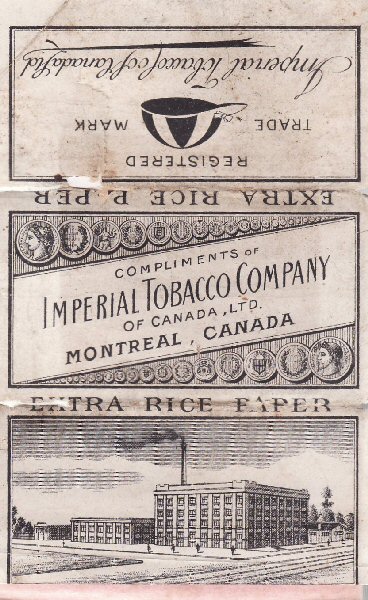 Imperial Tobacco Co of Canada Ltd
TRADE MARK
REGISTERED
EXTRA RICE PAPER
COMPLIMENTS OF
IMPERIAL TOBACCO COMPANY
OF CANADA, LTD.
MONTREAL, CANADA
EXTRA RICE PAPER